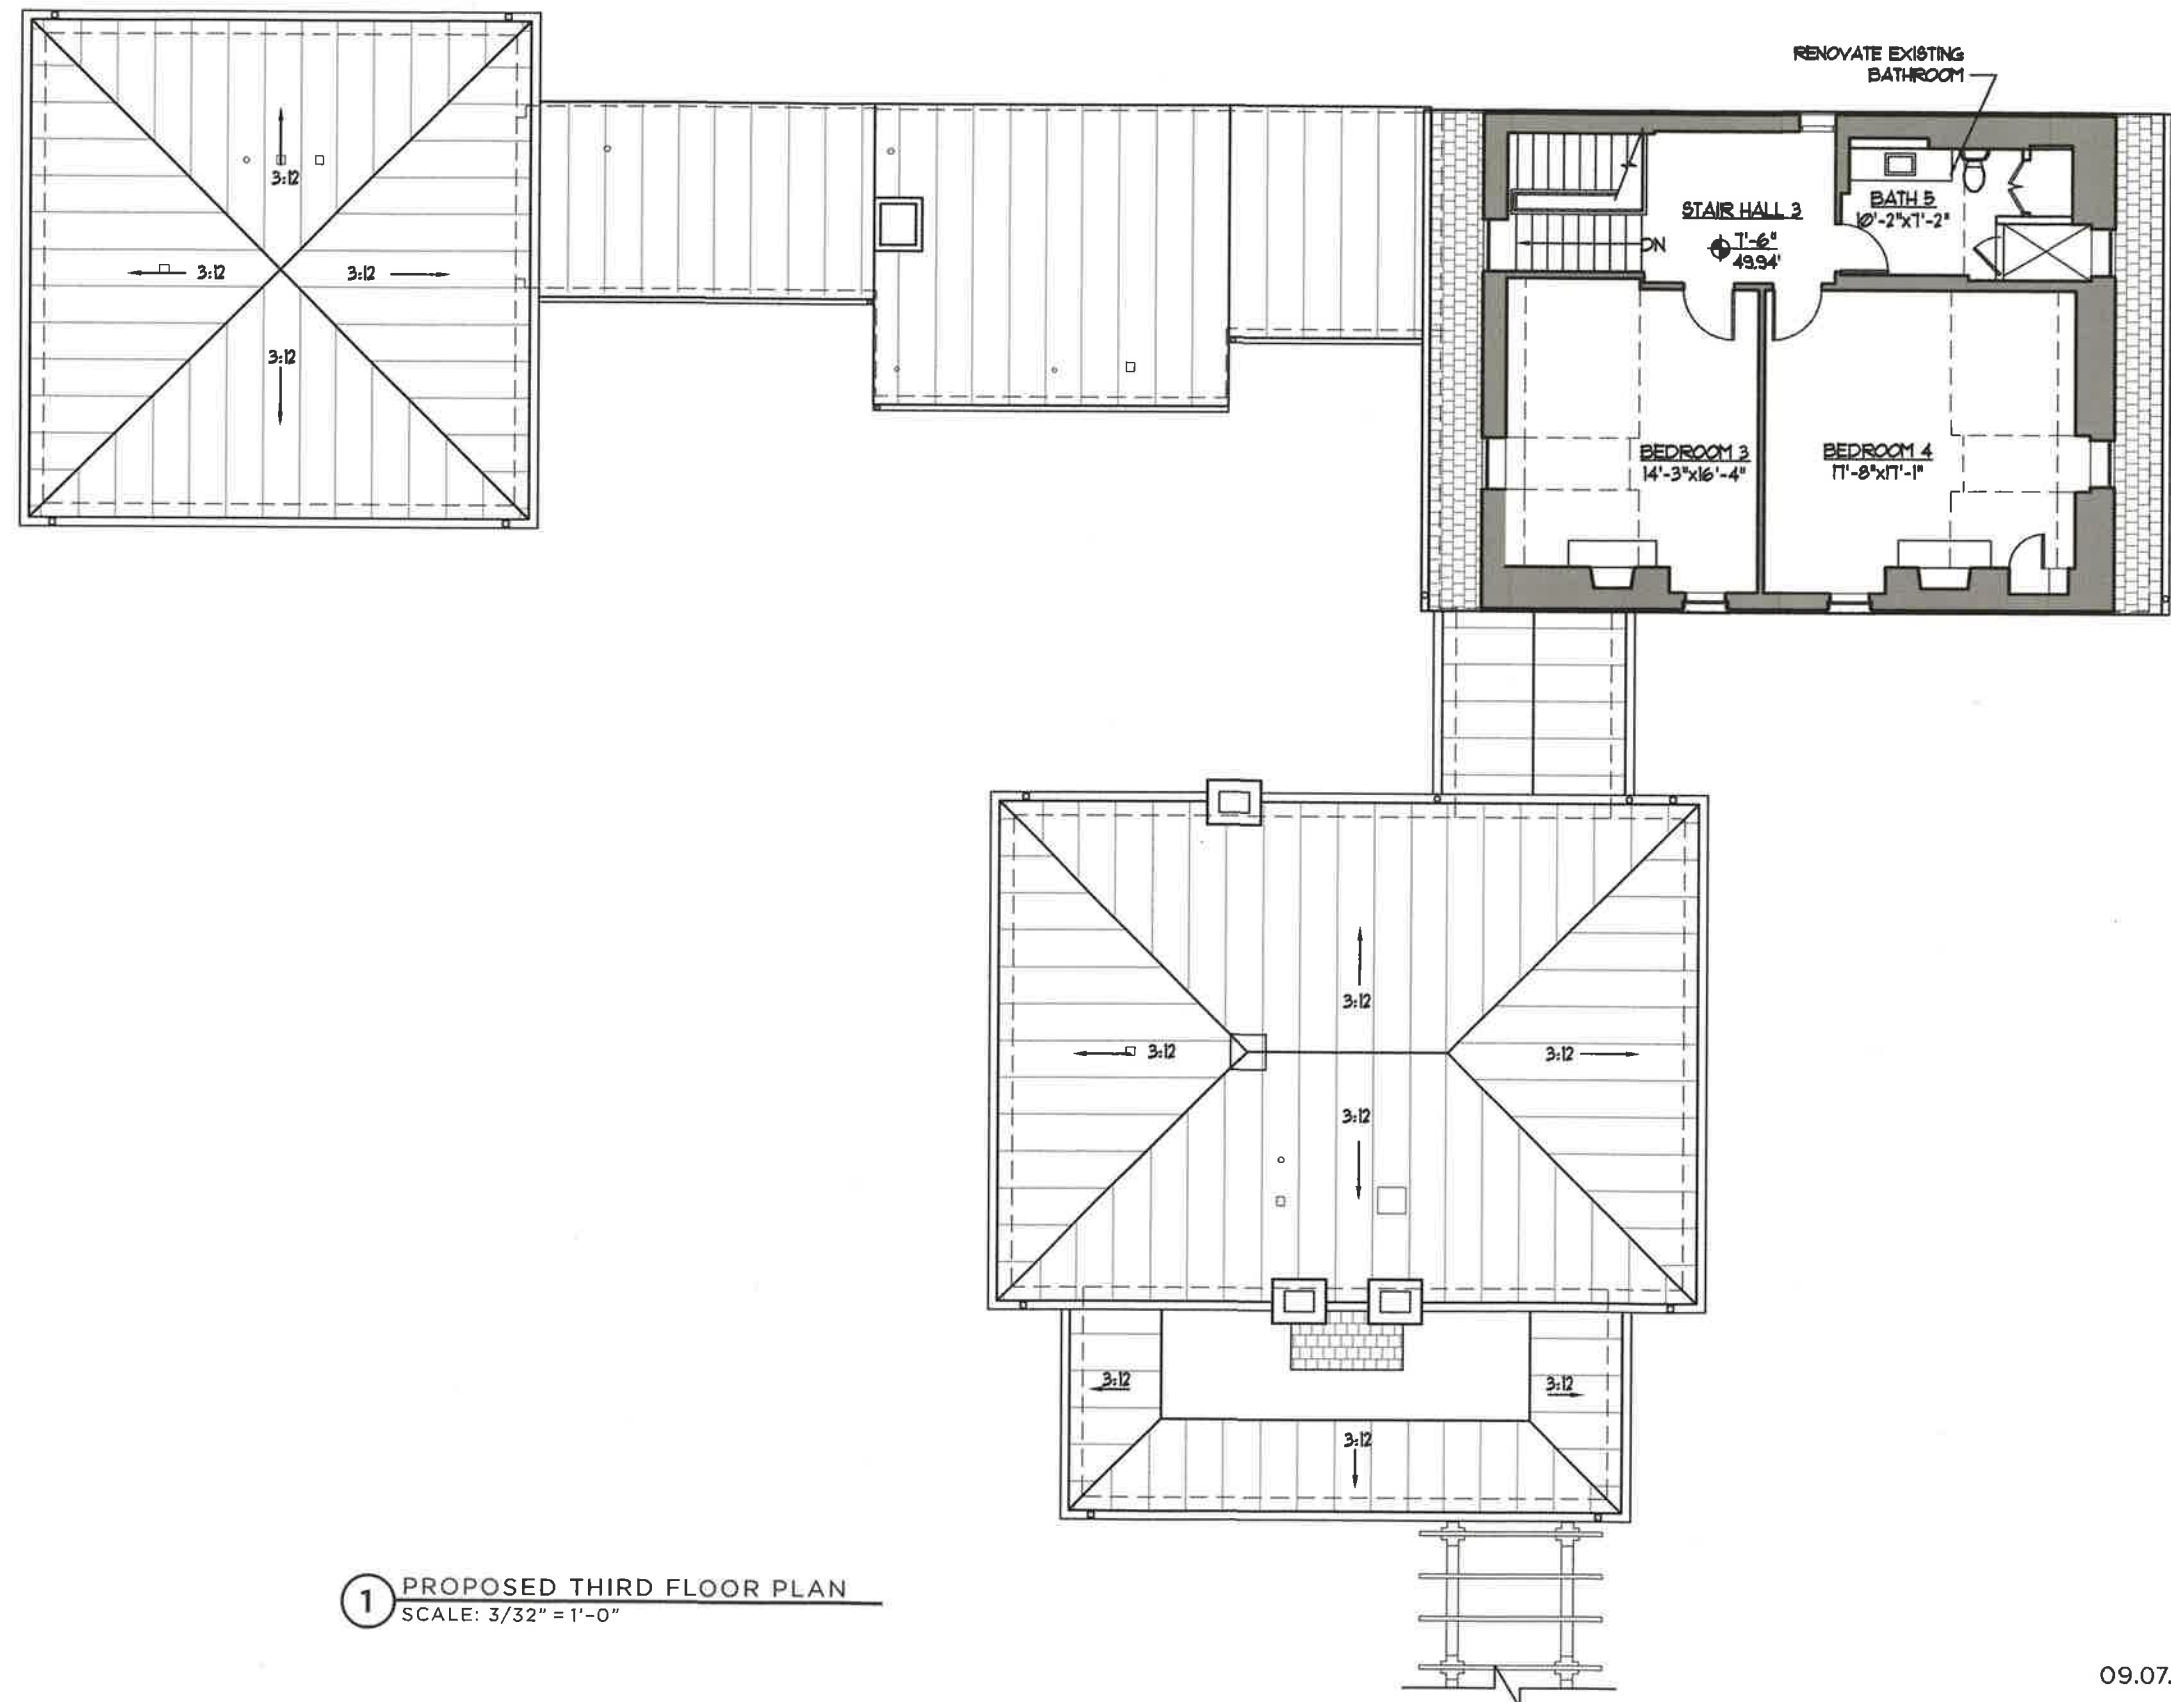 RENOVATE EXISTING
BATHROOM
3:12
3:12
3:12
3:12
STAIR HALL 3
7'-6"
49.94'
DN
BATH 5
10'-2"x7'-2"
BEDROOM 3
14'-3"x16'-4"
BEDROOM 4
17'-8"x17'-1"
3:12
3:12
3:12
3:12
3:12
3:12
3:12
1 PROPOSED THIRD FLOOR PLAN
SCALE: 3/32" = 1'-0"
09.07.